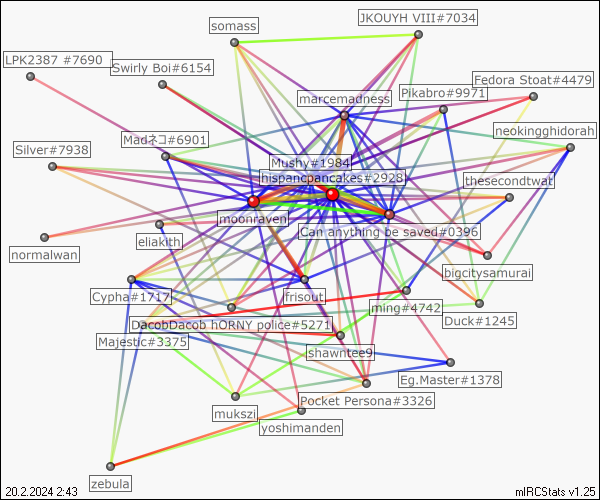 somass
JKOUYH VIII#7034
LPK2387 #7690
Swirly Boi#6154
Fedora Stoat#4479
Pikabro#9971
marcemadness
neokingghidorah
Madネコ#6901
Silver#7938
Mushy#1984
hispancpancakes#2928
thesecondtwat
moonraven
Can anything be saved#0396
eliakith
normalwan
bigcitysamurai
Cypha#1717
frisout
ming#4742
DacobDacob hORNY police#5271
Duck#1245
Majestic#3375
shawntee9
Eg.Master#1378
Pocket Persona#3326
mukszi
yoshimanden
zebula
20.2.2024 2:43
mIRCStats v1.25